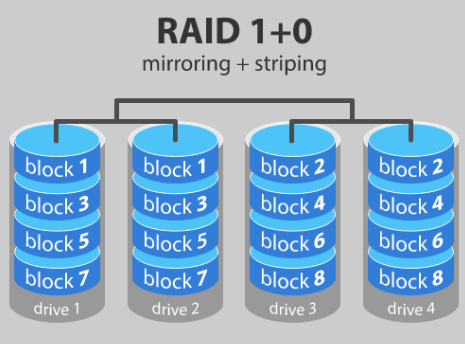 RAID 1+0
mirroring + striping
block 1 block 1 block 2 block 2
block 3 block 3 block 4 block 4
block 5 block 5 block 6 block 6
block 7 block 7 block 8 block 8
drive 1 drive 2 drive 3 drive 4